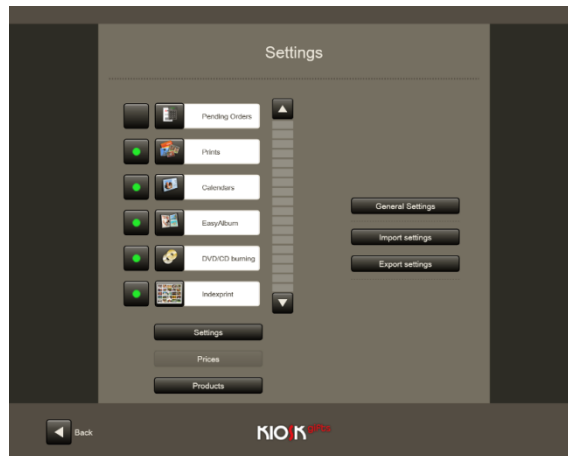 Settings
Pending Orders
Prints
Calendars
EasyAlbum
DVD/CD burning
Indexprint
General Settings
Import settings
Export settings
Settings
Prices
Products
Back
KIOSK